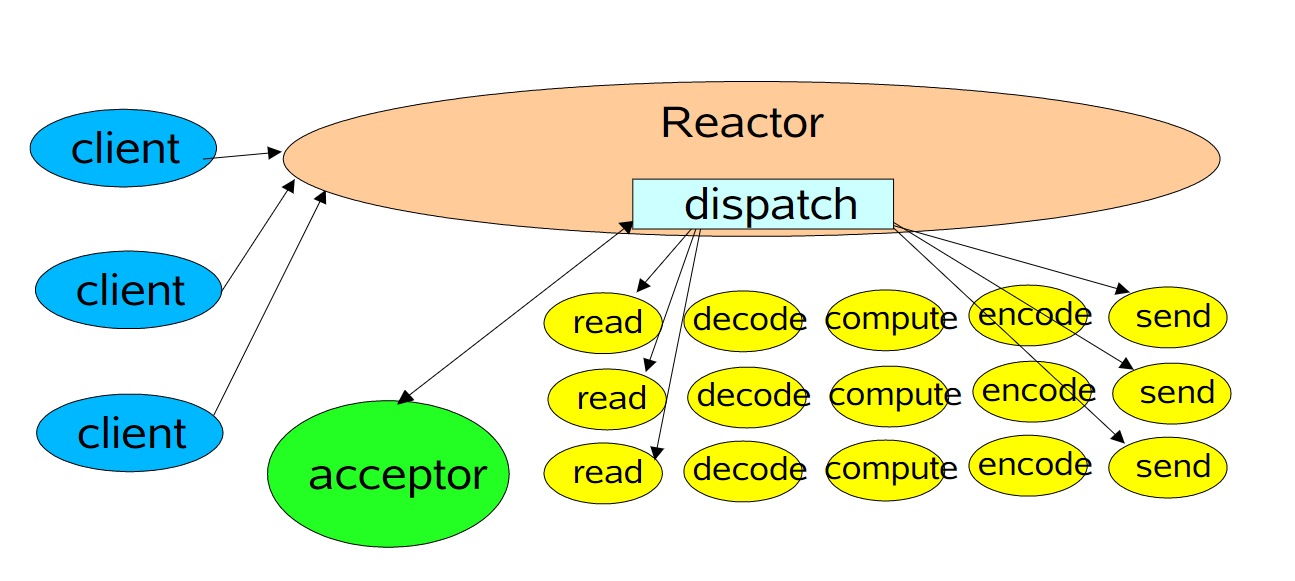 Reactor
client
dispatch
client
client
acceptor
read decode compute encode send
read decode compute encode send
read decode compute encode send